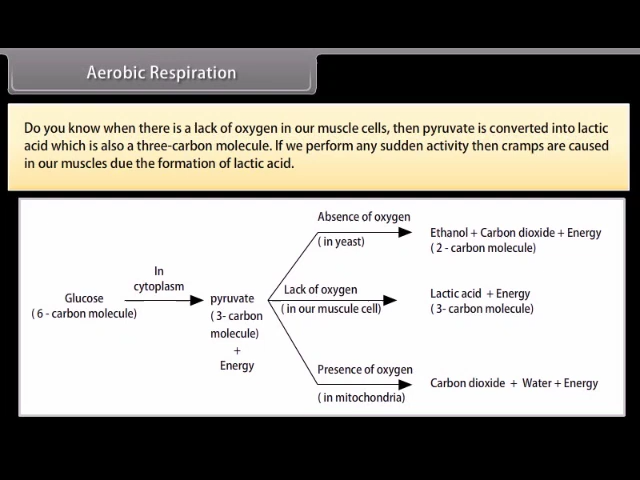 Aerobic Respiration
Do you know when there is a lack of oxygen in our muscle cells, then pyruvate is converted into lactic
acid which is also a three-carbon molecule. If we perform any sudden activity then cramps are caused
in our muscles due the formation of lactic acid.
Glucose
( 6 - carbon molecule)
In
cytoplasm
pyruvate
( 3- carbon
molecule)
+
Energy
Absence of oxygen
( in yeast)
Ethanol + Carbon dioxide + Energy
( 2 - carbon molecule)
Lack of oxygen
( in our muscle cell)
Lactic acid + Energy
( 3- carbon molecule)
Presence of oxygen
( in mitochondria)
Carbon dioxide + Water + Energy